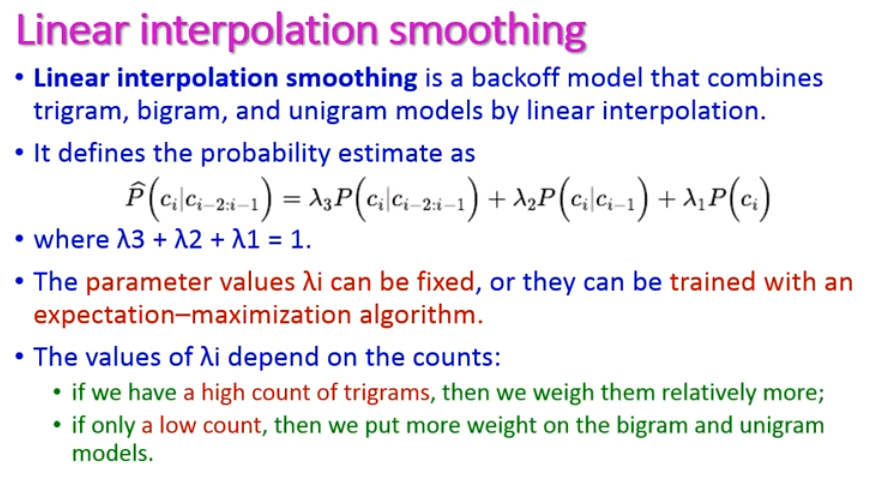 Linear interpolation smoothing
• Linear interpolation smoothing is a backoff model that combines
trigram, bigram, and unigram models by linear interpolation.
• It defines the probability estimate as
P̂(cᵢ|cᵢ₋₂:ᵢ₋₁) = λ₃P(cᵢ|cᵢ₋₂:ᵢ₋₁) + λ₂P(cᵢ|cᵢ₋₁) + λ₁P(cᵢ)
• where λ3 + λ2 + λ1 = 1.
• The parameter values λi can be fixed, or they can be trained with an
expectation–maximization algorithm.
• The values of λi depend on the counts:
• if we have a high count of trigrams, then we weigh them relatively more;
• if only a low count, then we put more weight on the bigram and unigram
models.